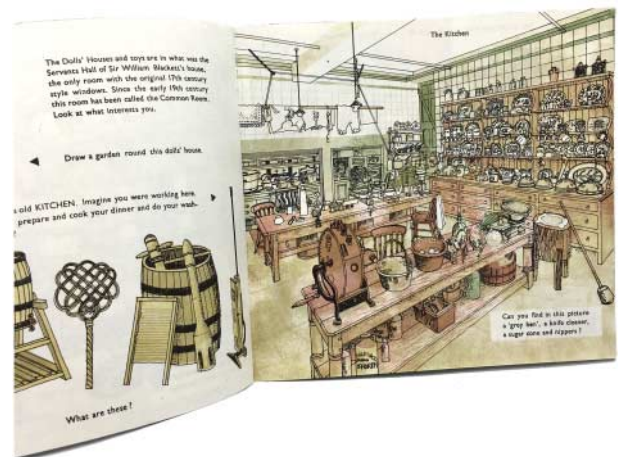 The Dolls' Houses and toys are in what was the
Servants Hall of Sir William Blackett's house,
the only room with the original 17th century
style windows. Since the early 19th century
this room has been called the Common Room.
Look at what interests you.
Draw a garden round this dolls' house.
old KITCHEN. Imagine you were working here.
prepare and cook your dinner and do your wash-
What are these?
The Kitchen
Can you find in this picture
a 'grey hen', a knife cleaner,
a sugar cone and nippers?